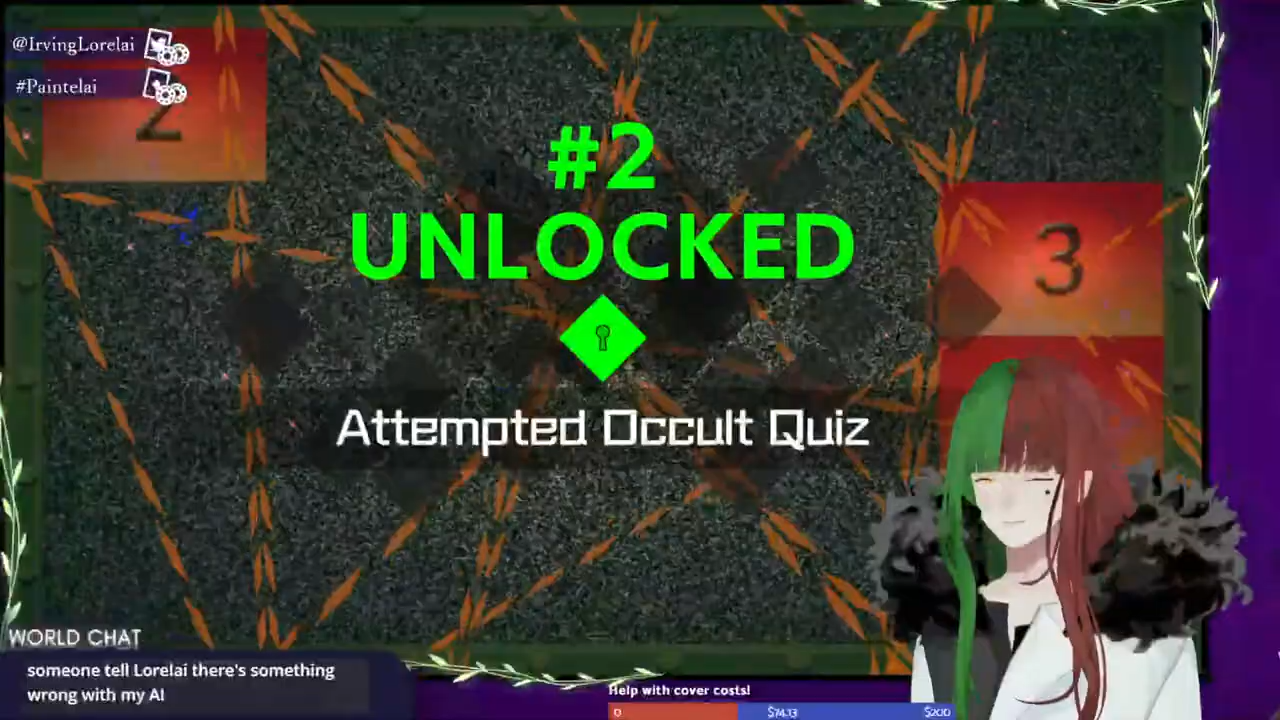 @IrvingLorelai
#Paintelai
2
#2
UNLOCKED
3
Attempted Occult Quiz
WORLD CHAT
someone tell Lorelai there's something
wrong with my AI
Help with cover costs!
0 $74.13 $200